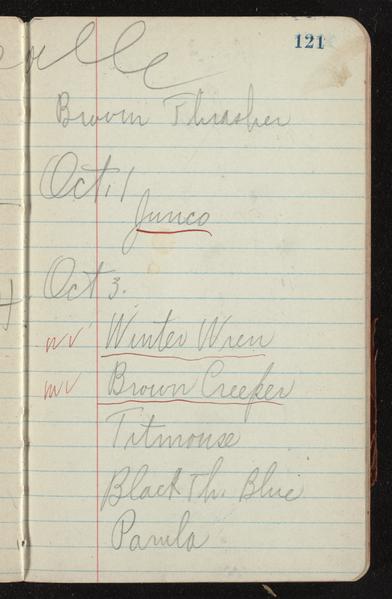 121
Brown Thrasher
Oct. 1
Junco
Oct 3.
Winter Wren
Brown Creeper
Titmouse
Black Th. Blue
Parula